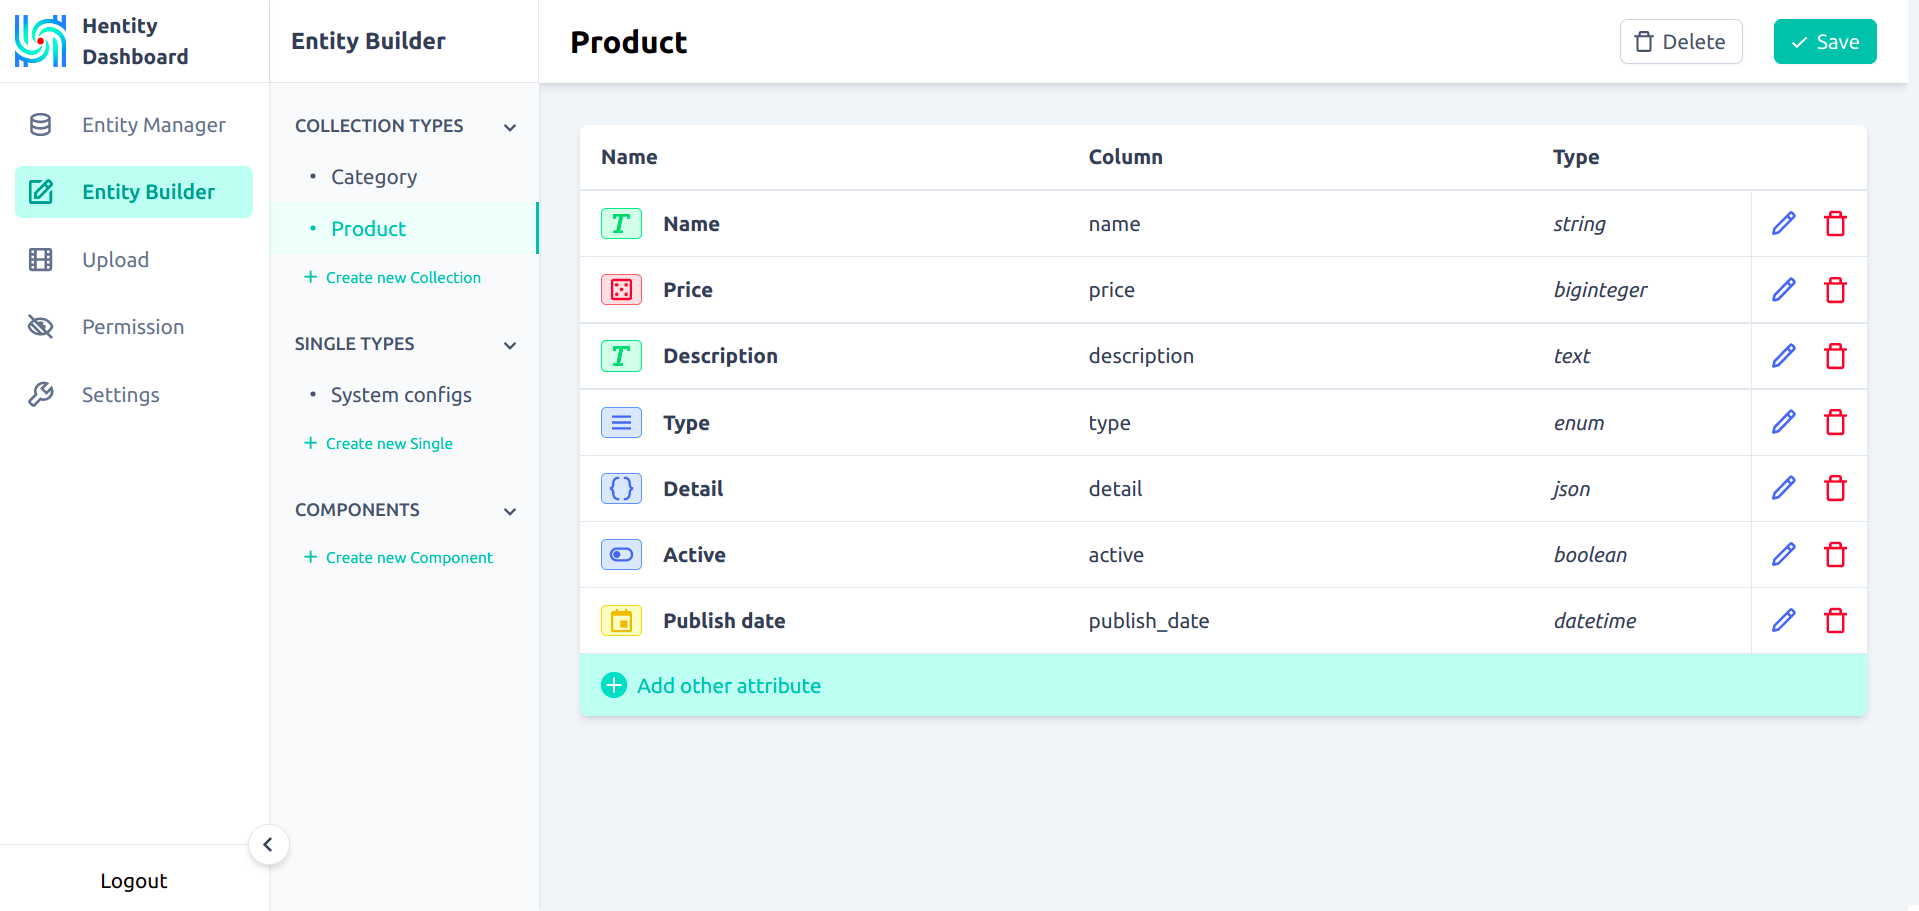 Hentity
Dashboard
Entity Manager
Entity Builder
Upload
Permission
Settings
Logout
Entity Builder
COLLECTION TYPES
• Category
• Product
+ Create new Collection
SINGLE TYPES
• System configs
+ Create new Single
COMPONENTS
+ Create new Component
Product
Delete
Save
Name Column Type
Name name string
Price price biginteger
Description description text
Type type enum
Detail detail json
Active active boolean
Publish date publish_date datetime
Add other attribute